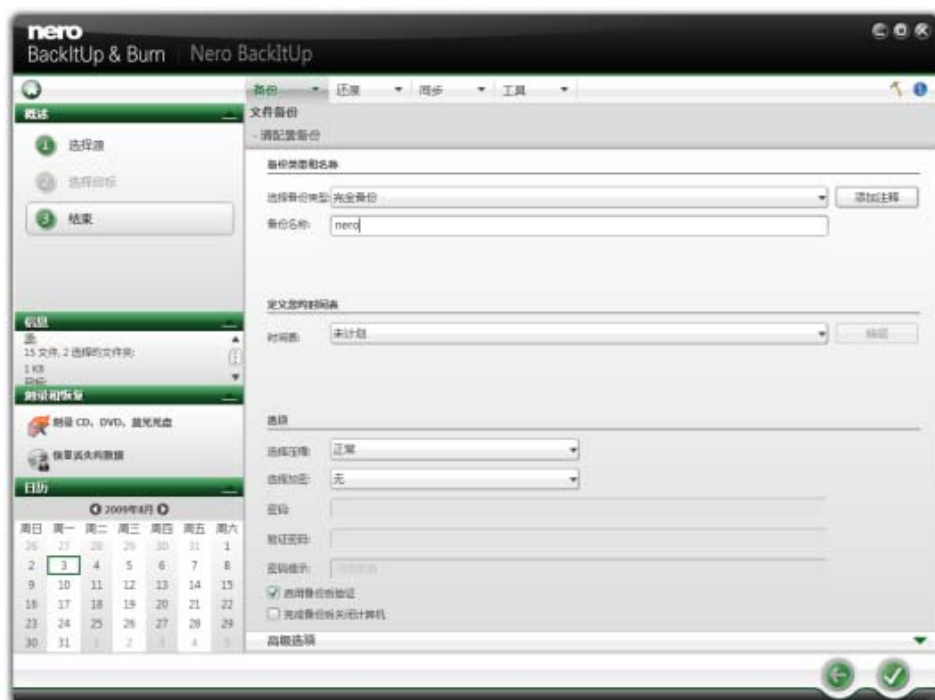 nero
BackItUp & Burn Nero BackItUp
备份 还原 同步 工具
概述
文件备份
- 请配置备份
1 选择源
2 选择目标
3 结束
备份类型和名称
选择备份类型: 完全备份 添加注释
备份名称: nero
定义您的时间表
时间表: 未计划 编辑
信息
源
15 文件, 2 选择的文件夹:
1 KB
目标:
刻录和恢复
刻录 CD、DVD、蓝光光盘
恢复丢失的数据
选项
选择压缩: 正常
选择加密: 无
密码:
验证密码:
密码提示:
启用备份后验证
完成备份后关闭计算机
高级选项
日历
2009年8月
周日 周一 周二 周三 周四 周五 周六
26 27 28 29 30 31 1
2 3 4 5 6 7 8
9 10 11 12 13 14 15
16 17 18 19 20 21 22
23 24 25 26 27 28 29
30 31 1 2 3 4 5